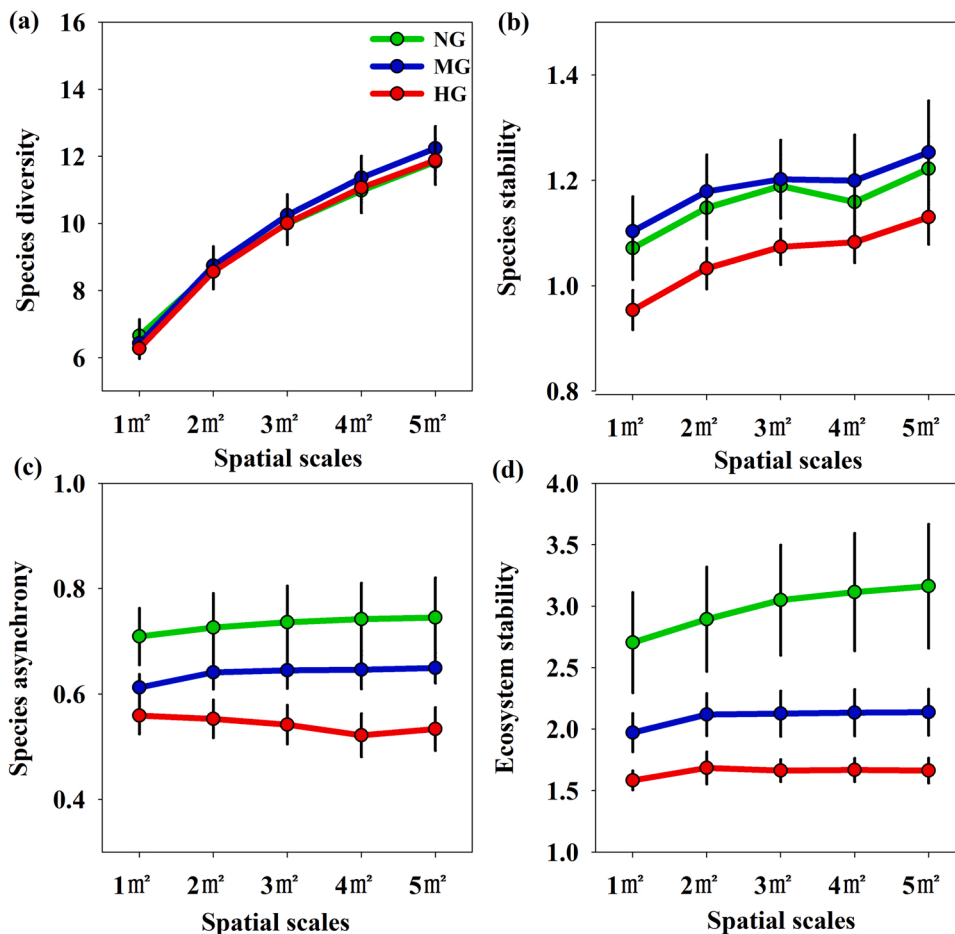 (a)
16
14
12
10
8
6
Species diversity
NG
MG
HG
1m² 2m² 3m² 4m² 5m²
Spatial scales
(b)
1.4
1.2
1.0
0.8
Species stability
1m² 2m² 3m² 4m² 5m²
Spatial scales
(c)
1.0
0.8
0.6
0.4
Species asynchrony
1m² 2m² 3m² 4m² 5m²
Spatial scales
(d)
4.0
3.5
3.0
2.5
2.0
1.5
1.0
Ecosystem stability
1m² 2m² 3m² 4m² 5m²
Spatial scales